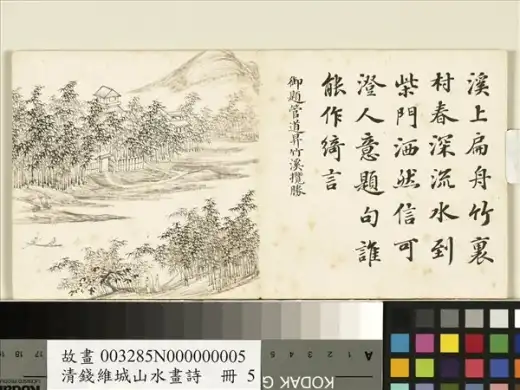 溪上扁舟竹裏
村春深流水到
柴門洒然信可
澄人意題句誰
能作綺言
御題管道昇竹溪攬勝
故畫 003285N000000005
清錢維城山水畫詩　冊 5
A
KODAK G